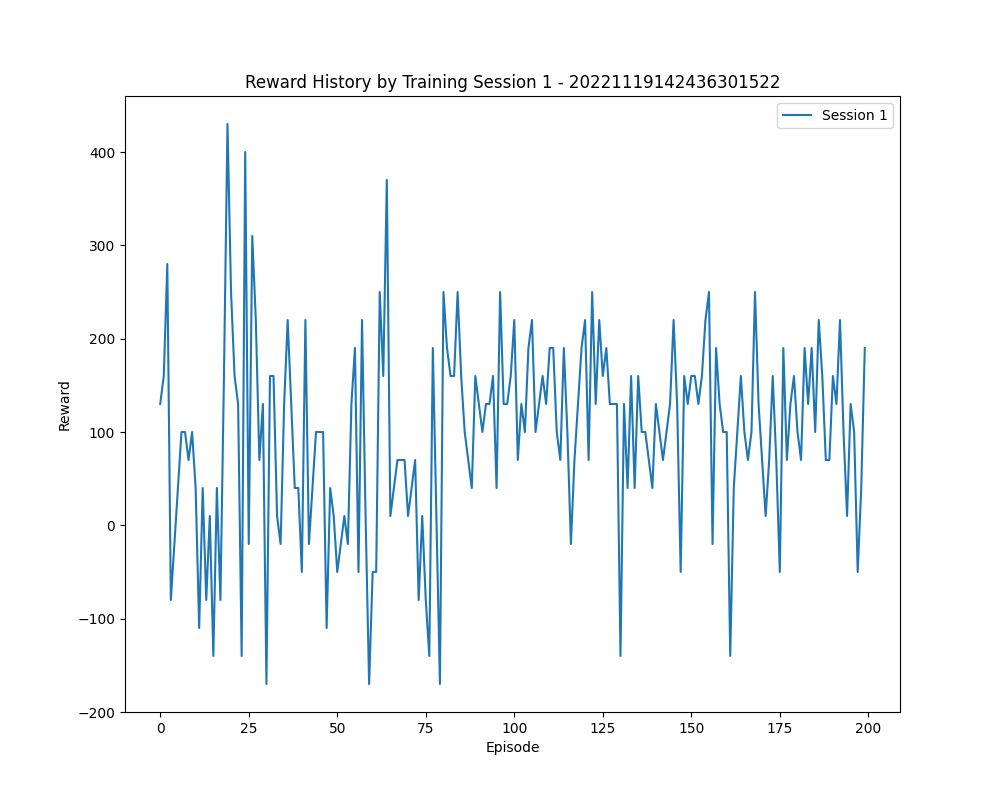 Reward History by Training Session 1 - 20221119142436301522
Session 1
400
300
200
100
0
−100
−200
Reward
0 25 50 75 100 125 150 175 200
Episode